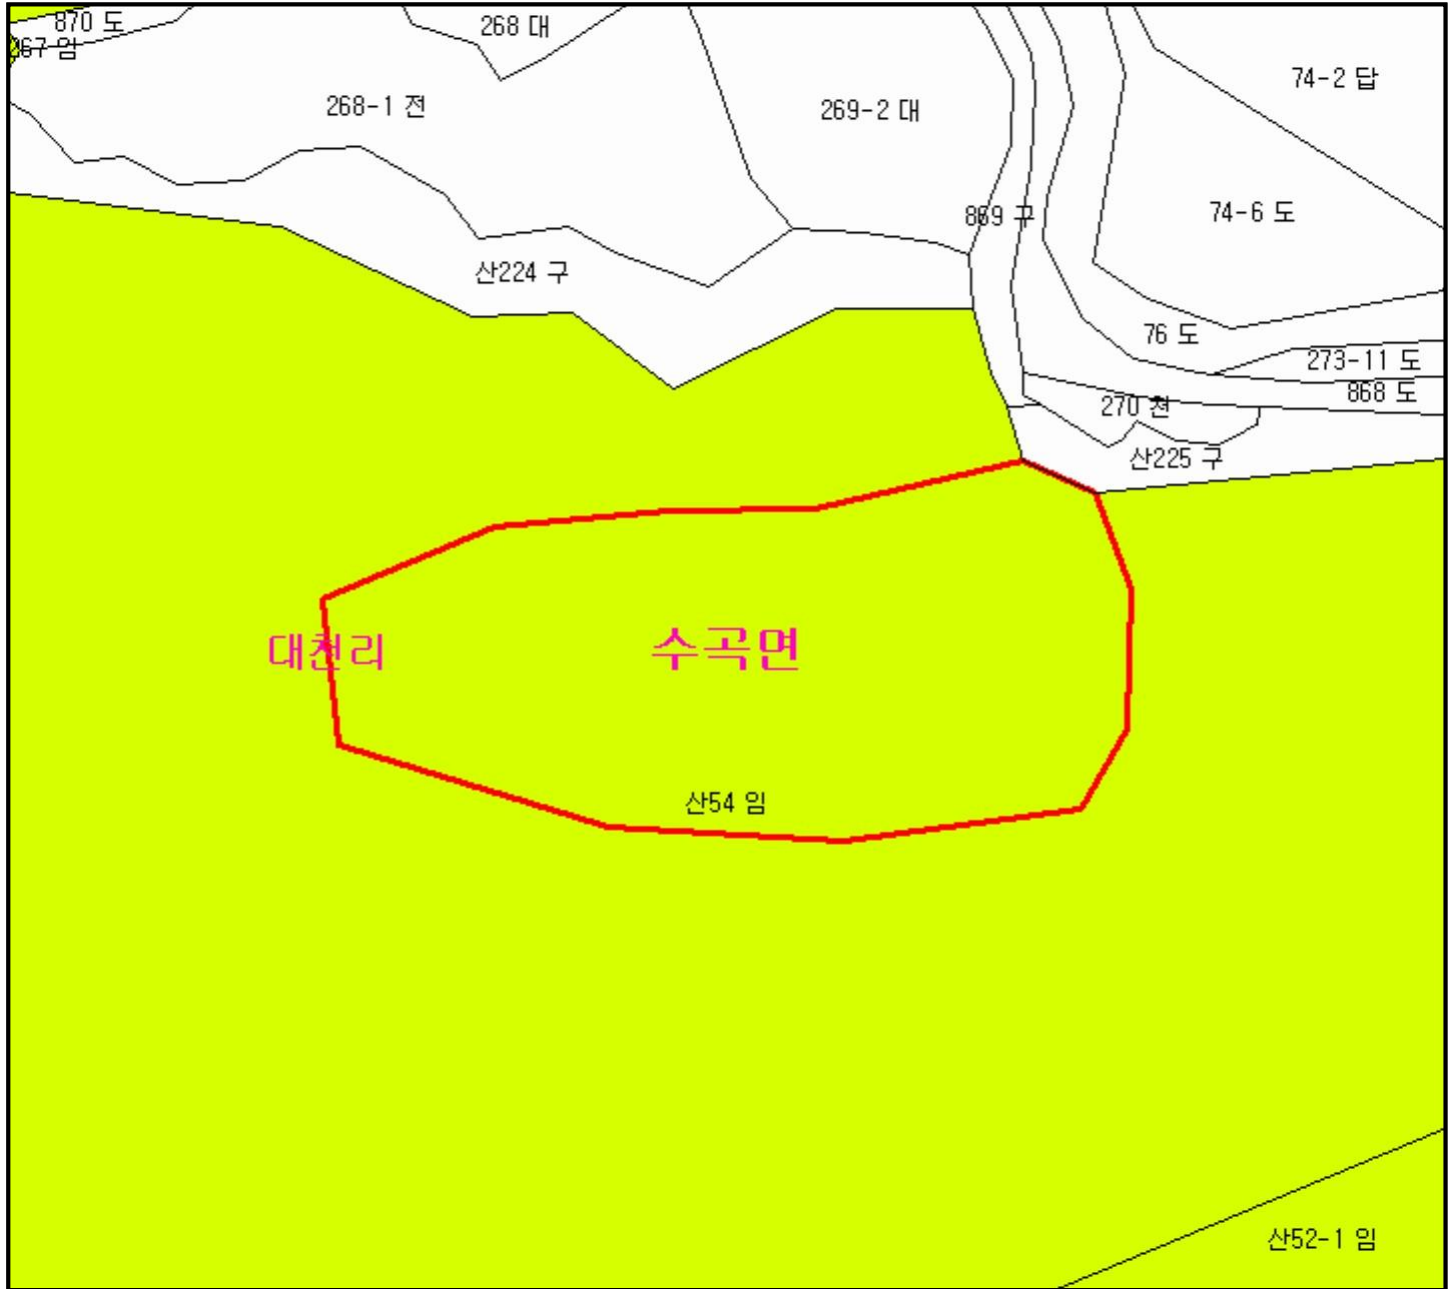 870 도
268 대
267 임
74-2 답
268-1 전
269-2 대
74-6 도
869 구
산224 구
76 도
273-11 도
868 도
270 천
산225 구
대천리
수곡면
산54 임
산52-1 임